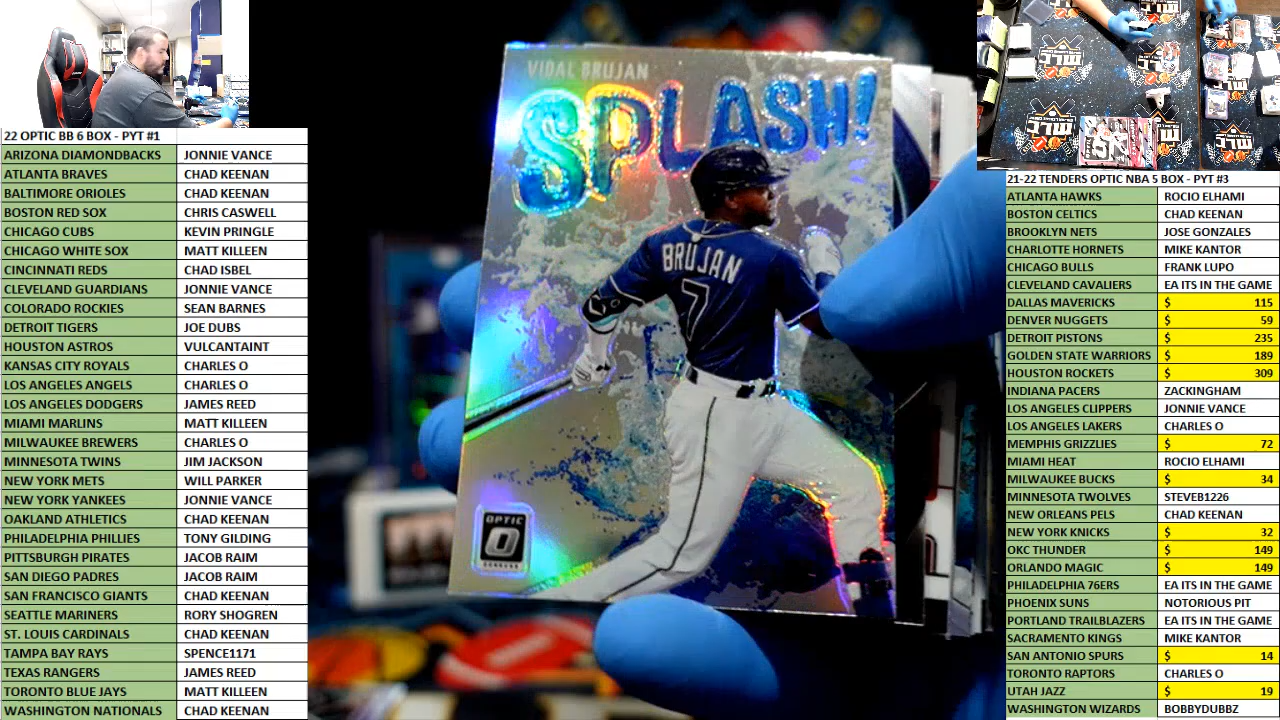 22 OPTIC BB 6 BOX - PYT #1
ARIZONA DIAMONDBACKS JONNIE VANCE
ATLANTA BRAVES CHAD KEENAN
BALTIMORE ORIOLES CHAD KEENAN
BOSTON RED SOX CHRIS CASWELL
CHICAGO CUBS KEVIN PRINGLE
CHICAGO WHITE SOX MATT KILLEEN
CINCINNATI REDS CHAD ISBEL
CLEVELAND GUARDIANS JONNIE VANCE
COLORADO ROCKIES SEAN BARNES
DETROIT TIGERS JOE DUBS
HOUSTON ASTROS VULCANTAINT
KANSAS CITY ROYALS CHARLES O
LOS ANGELES ANGELS CHARLES O
LOS ANGELES DODGERS JAMES REED
MIAMI MARLINS MATT KILLEEN
MILWAUKEE BREWERS CHARLES O
MINNESOTA TWINS JIM JACKSON
NEW YORK METS WILL PARKER
NEW YORK YANKEES JONNIE VANCE
OAKLAND ATHLETICS CHAD KEENAN
PHILADELPHIA PHILLIES TONY GILDING
PITTSBURGH PIRATES JACOB RAIM
SAN DIEGO PADRES JACOB RAIM
SAN FRANCISCO GIANTS CHAD KEENAN
SEATTLE MARINERS RORY SHOGREN
ST. LOUIS CARDINALS CHAD KEENAN
TAMPA BAY RAYS SPENCE1171
TEXAS RANGERS JAMES REED
TORONTO BLUE JAYS MATT KILLEEN
WASHINGTON NATIONALS CHAD KEENAN
VIDAL BRUJAN
SPLASH!
BRUJAN
7
OPTIC
DONRUSS
21-22 TENDERS OPTIC NBA 5 BOX - PYT #3
ATLANTA HAWKS ROCIO ELHAMI
BOSTON CELTICS CHAD KEENAN
BROOKLYN NETS JOSE GONZALES
CHARLOTTE HORNETS MIKE KANTOR
CHICAGO BULLS FRANK LUPO
CLEVELAND CAVALIERS EA ITS IN THE GAME
DALLAS MAVERICKS $ 115
DENVER NUGGETS $ 59
DETROIT PISTONS $ 235
GOLDEN STATE WARRIORS $ 189
HOUSTON ROCKETS $ 309
INDIANA PACERS ZACKINGHAM
LOS ANGELES CLIPPERS JONNIE VANCE
LOS ANGELES LAKERS CHARLES O
MEMPHIS GRIZZLIES $ 72
MIAMI HEAT ROCIO ELHAMI
MILWAUKEE BUCKS $ 34
MINNESOTA TWOLVES STEVEB1226
NEW ORLEANS PELS CHAD KEENAN
NEW YORK KNICKS $ 32
OKC THUNDER $ 149
ORLANDO MAGIC $ 149
PHILADELPHIA 76ERS EA ITS IN THE GAME
PHOENIX SUNS NOTORIOUS PIT
PORTLAND TRAILBLAZERS EA ITS IN THE GAME
SACRAMENTO KINGS MIKE KANTOR
SAN ANTONIO SPURS $ 14
TORONTO RAPTORS CHARLES O
UTAH JAZZ $ 19
WASHINGTON WIZARDS BOBBYDUBBZ